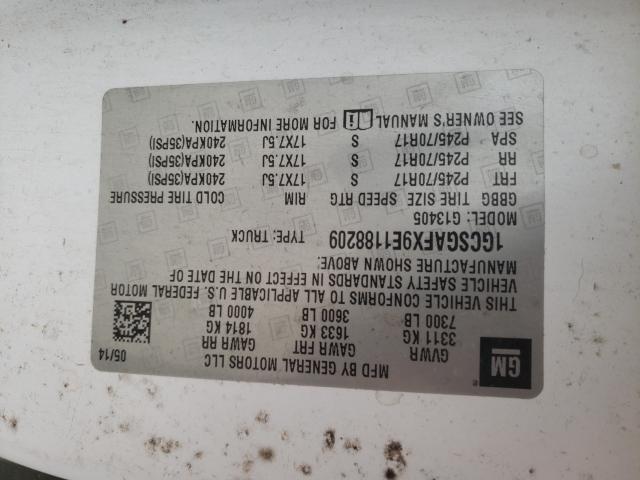 GM
MFD BY GENERAL MOTORS LLC 05/14
GVWR GAWR FRT GAWR RR
3311 KG 1633 KG 1814 KG
7300 LB 3600 LB 4000 LB
THIS VEHICLE CONFORMS TO ALL APPLICABLE U.S. FEDERAL MOTOR
VEHICLE SAFETY STANDARDS IN EFFECT ON THE DATE OF
MANUFACTURE SHOWN ABOVE.
1GCSGAFX9E1188209 TYPE: TRUCK
MODEL: G13405
GBBG TIRE SIZE SPEED RTG RIM COLD TIRE PRESSURE
FRT P245/70R17 S 17X7.5J 240KPA(35PSI)
RR P245/70R17 S 17X7.5J 240KPA(35PSI)
SPA P245/70R17 S 17X7.5J 240KPA(35PSI)
SEE OWNER'S MANUAL FOR MORE INFORMATION.